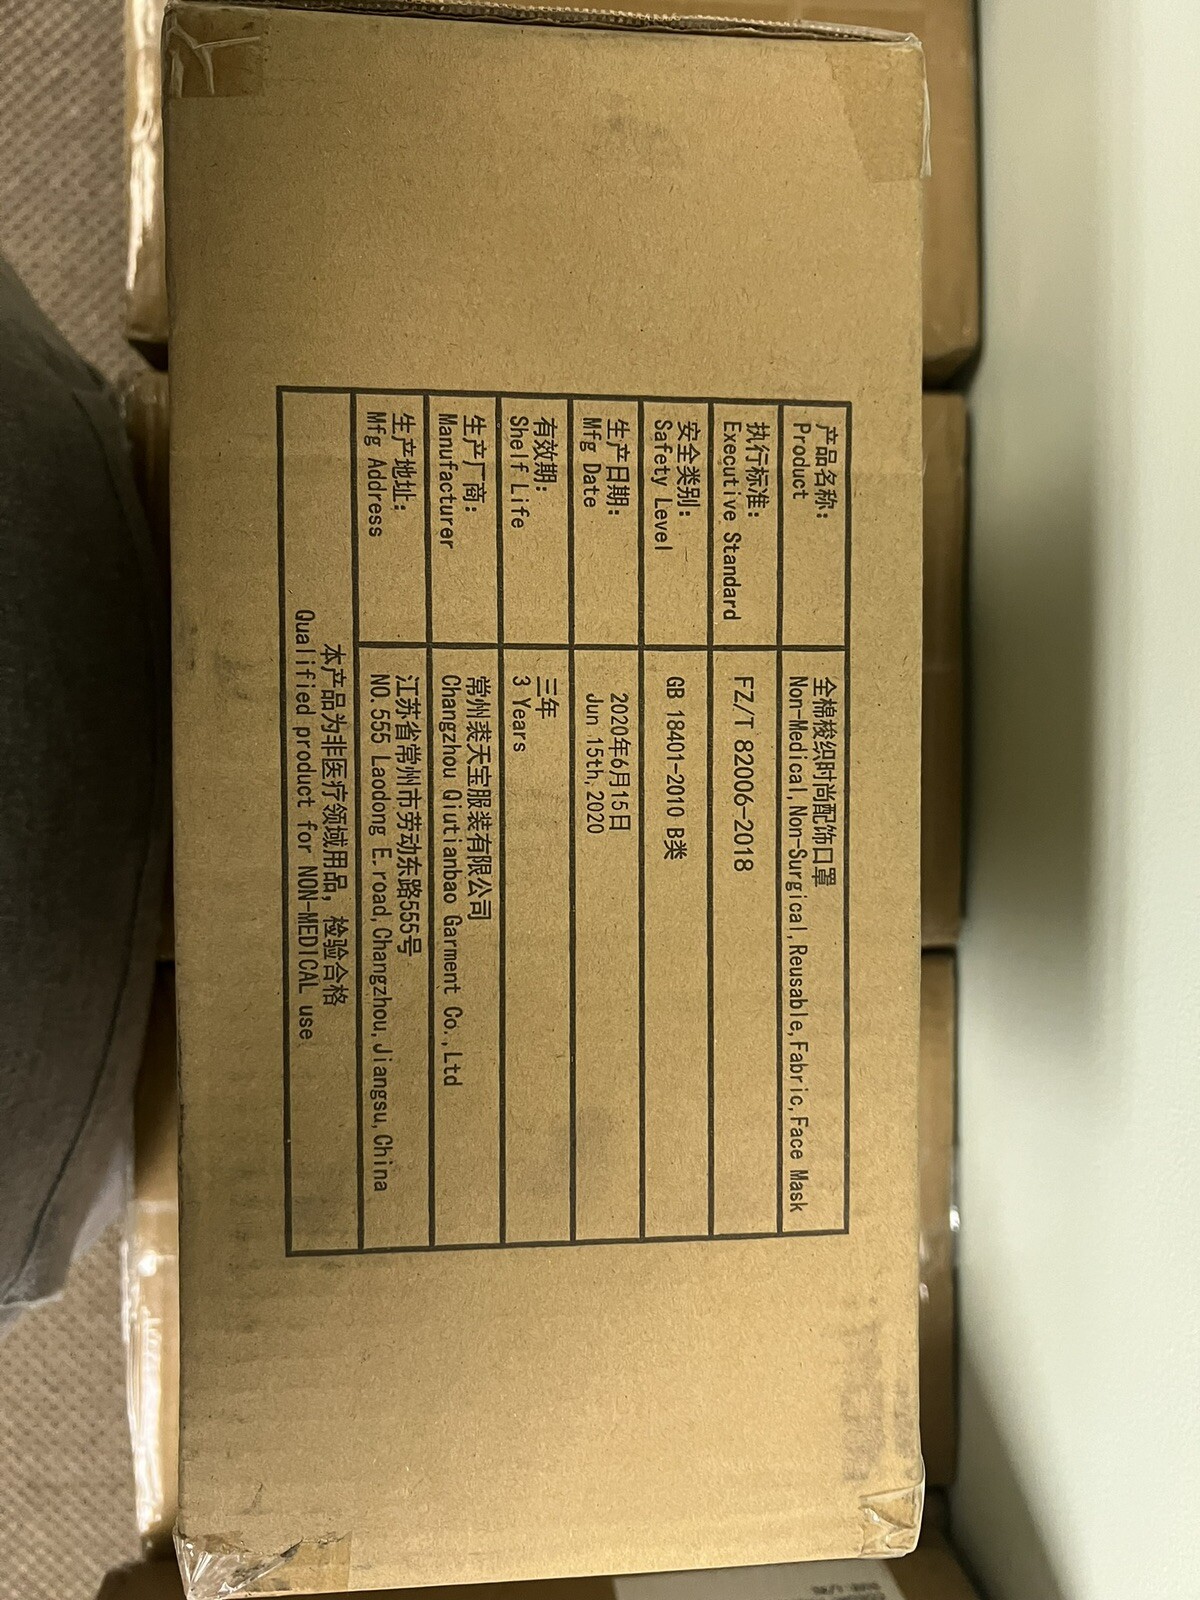 产品名称:
Product
全棉梭织时尚配饰口罩
Non-Medical, Non-Surgical, Reusable, Fabric, Face Mask
执行标准:
Executive Standard
FZ/T 82006-2018
安全类别:
Safety Level
GB 18401-2010 B类
生产日期:
Mfg Date
2020年6月15日
Jun 15th, 2020
有效期:
Shelf Life
三年
3 Years
生产厂商:
Manufacturer
常州裘天宝服装有限公司
Changzhou Qiutianbao Garment Co.,Ltd
生产地址:
Mfg Address
江苏省常州市劳动东路555号
NO.555 Laodong E.road, Changzhou, Jiangsu, China
本产品为非医疗领域用品, 检验合格
Qualified product for NON-MEDICAL use